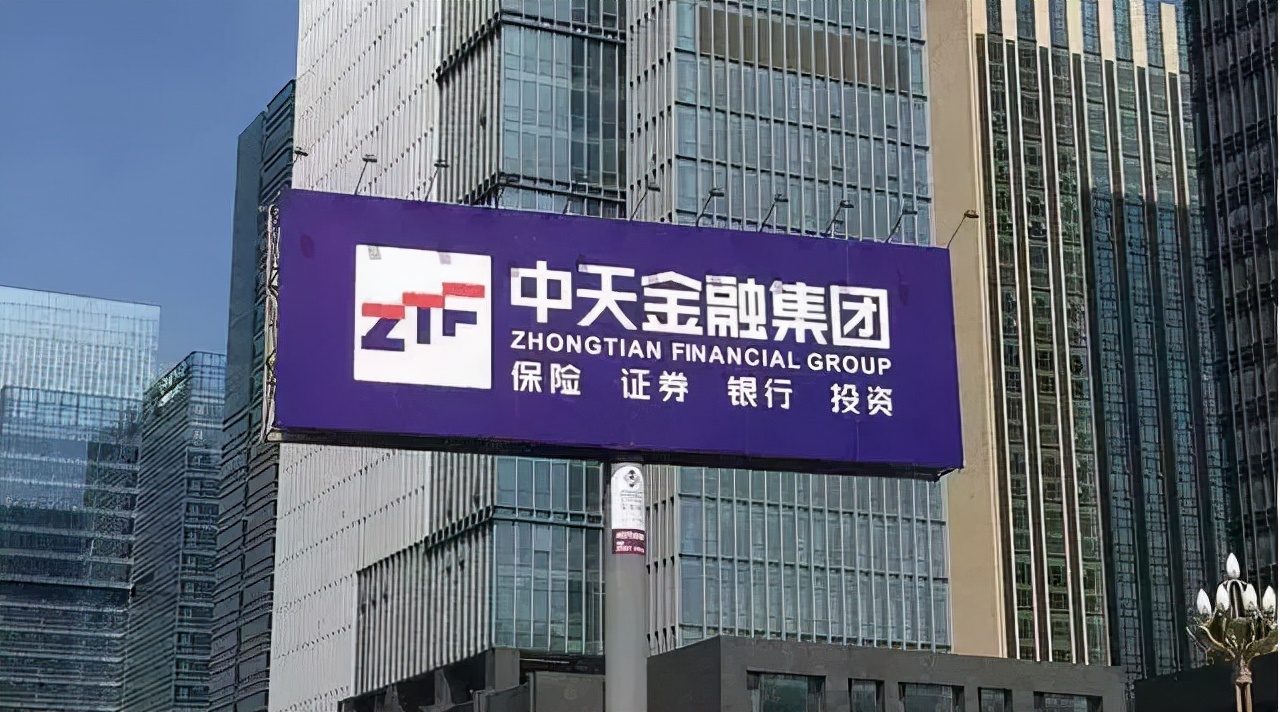 ZTF
中天金融集团
ZHONGTIAN FINANCIAL GROUP
保险 证券 银行 投资